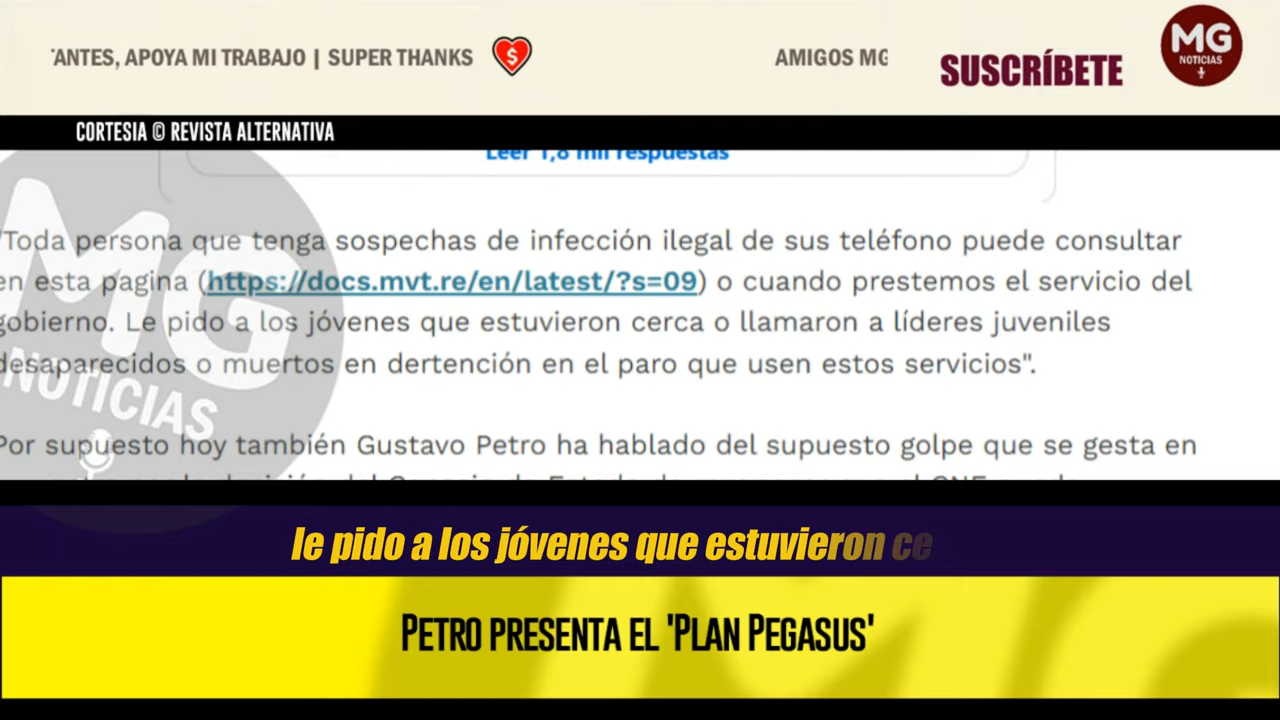 TANTES, APOYA MI TRABAJO | SUPER THANKS
AMIGOS MG
SUSCRÍBETE
MG
NOTICIAS
CORTESIA © REVISTA ALTERNATIVA
Leer 1,8 mil respuestas
"Toda persona que tenga sospechas de infección ilegal de sus teléfono puede consultar
en esta pagina (https://docs.mvt.re/en/latest/?s=09) o cuando prestemos el servicio del
gobierno. Le pido a los jóvenes que estuvieron cerca o llamaron a líderes juveniles
desaparecidos o muertos en dertención en el paro que usen estos servicios".
MG
NOTICIAS
Por supuesto hoy también Gustavo Petro ha hablado del supuesto golpe que se gesta en
le pido a los jóvenes que estuvieron ce
PETRO PRESENTA EL 'PLAN PEGASUS'